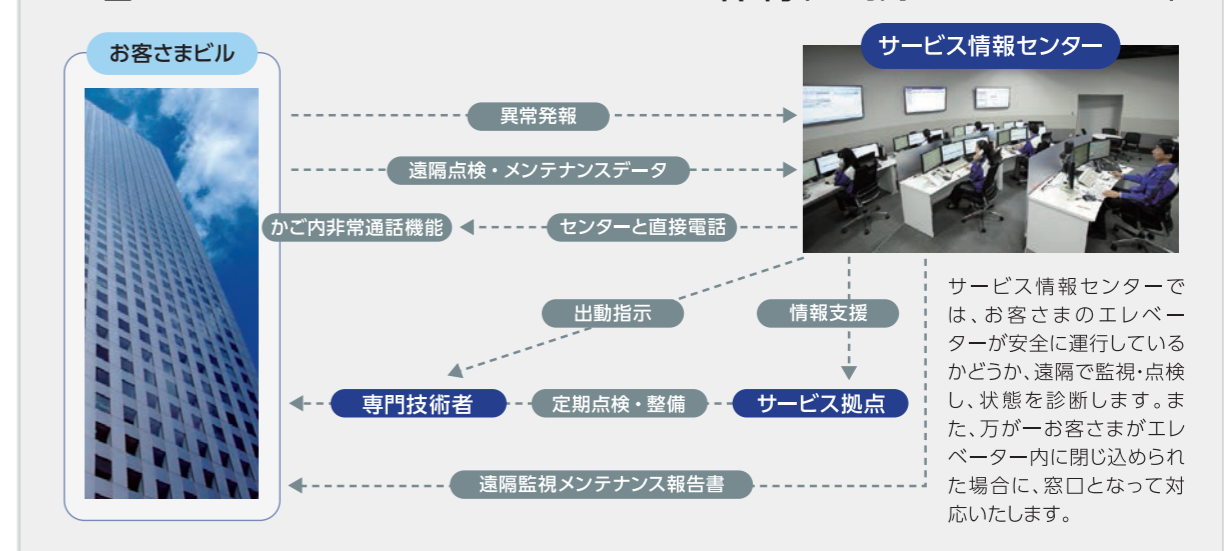 お客さまビル
サービス情報センター
異常発報
遠隔点検・メンテナンスデータ
かご内非常通話機能
センターと直接電話
出動指示
情報支援
専門技術者
定期点検・整備
サービス拠点
遠隔監視メンテナンス報告書
サービス情報センターで
は、お客さまのエレベー
ターが安全に運行している
かどうか、遠隔で監視・点検
し、状態を診断します。ま
た、万が一お客さまがエレ
ベーター内に閉じ込められ
た場合に、窓口となって対
応いたします。